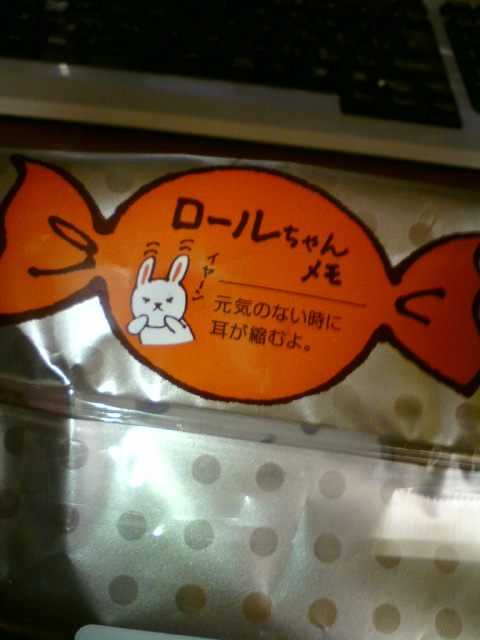 ロールちゃん
メモ
イヤーン
元気のない時に
耳が縮むよ。